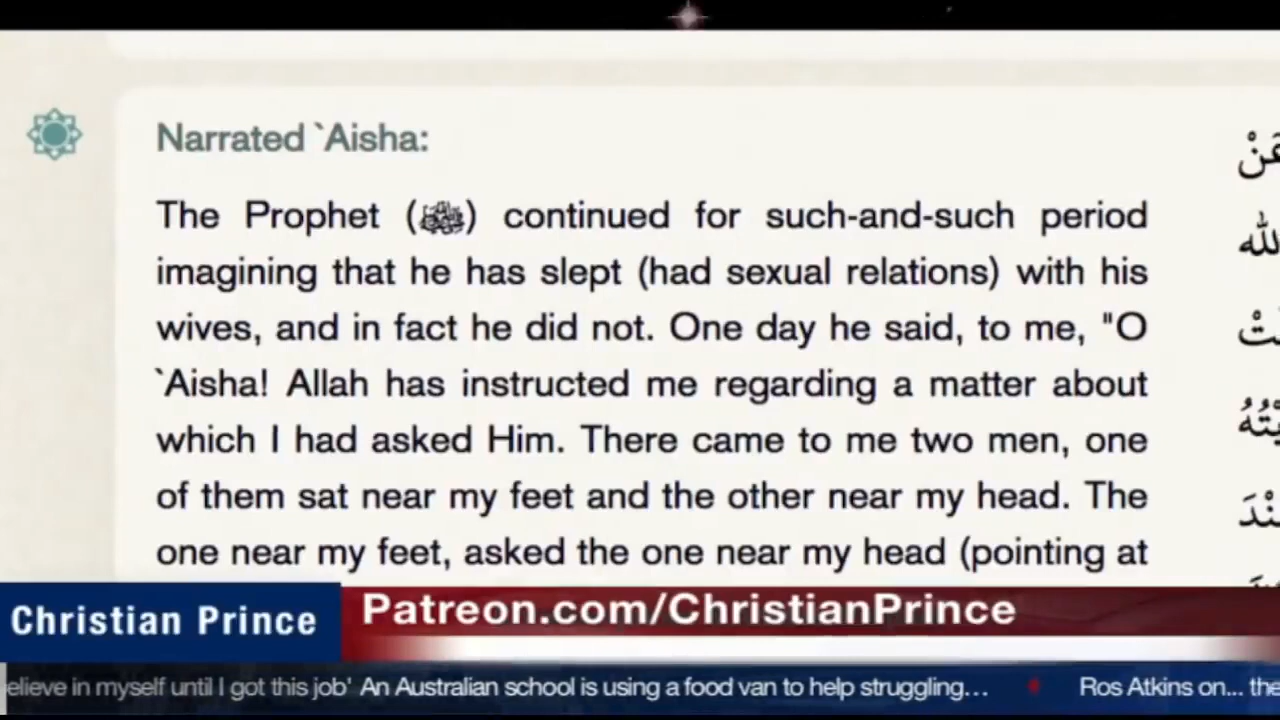 Narrated `Aisha:
The Prophet (ﷺ) continued for such-and-such period
imagining that he has slept (had sexual relations) with his
wives, and in fact he did not. One day he said, to me, "O
`Aisha! Allah has instructed me regarding a matter about
which I had asked Him. There came to me two men, one
of them sat near my feet and the other near my head. The
one near my feet, asked the one near my head (pointing at
عَنْ
Christian Prince
Patreon.com/ChristianPrince
elieve in myself until I got this job' An Australian school is using a food van to help struggling… Ros Atkins on... the